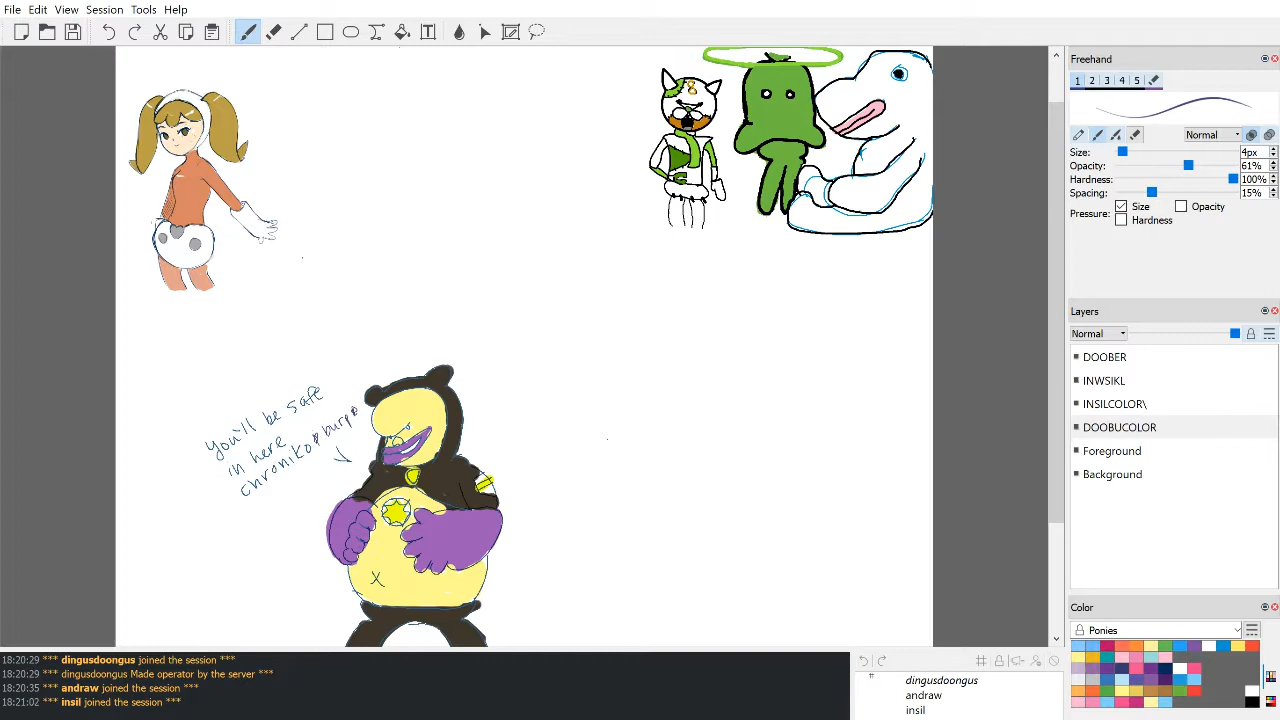 File Edit View Session Tools Help
Freehand
1 2 3 4 5
Normal
Size: 4px
Opacity: 61%
Hardness: 100%
Spacing: 15%
Pressure: Size Opacity
Hardness
Layers
Normal
DOOBER
INWSIKL
INSILCOLOR\
DOOBUCOLOR
Foreground
Background
Color
Ponies
8
You'll be safe
in here
chroniko *burp*
18:20:29 *** dingusdoongus joined the session ***
18:20:29 *** dingusdoongus Made operator by the server ***
18:20:35 *** andraw joined the session ***
18:21:02 *** insil joined the session ***
dingusdoongus
andraw
insil